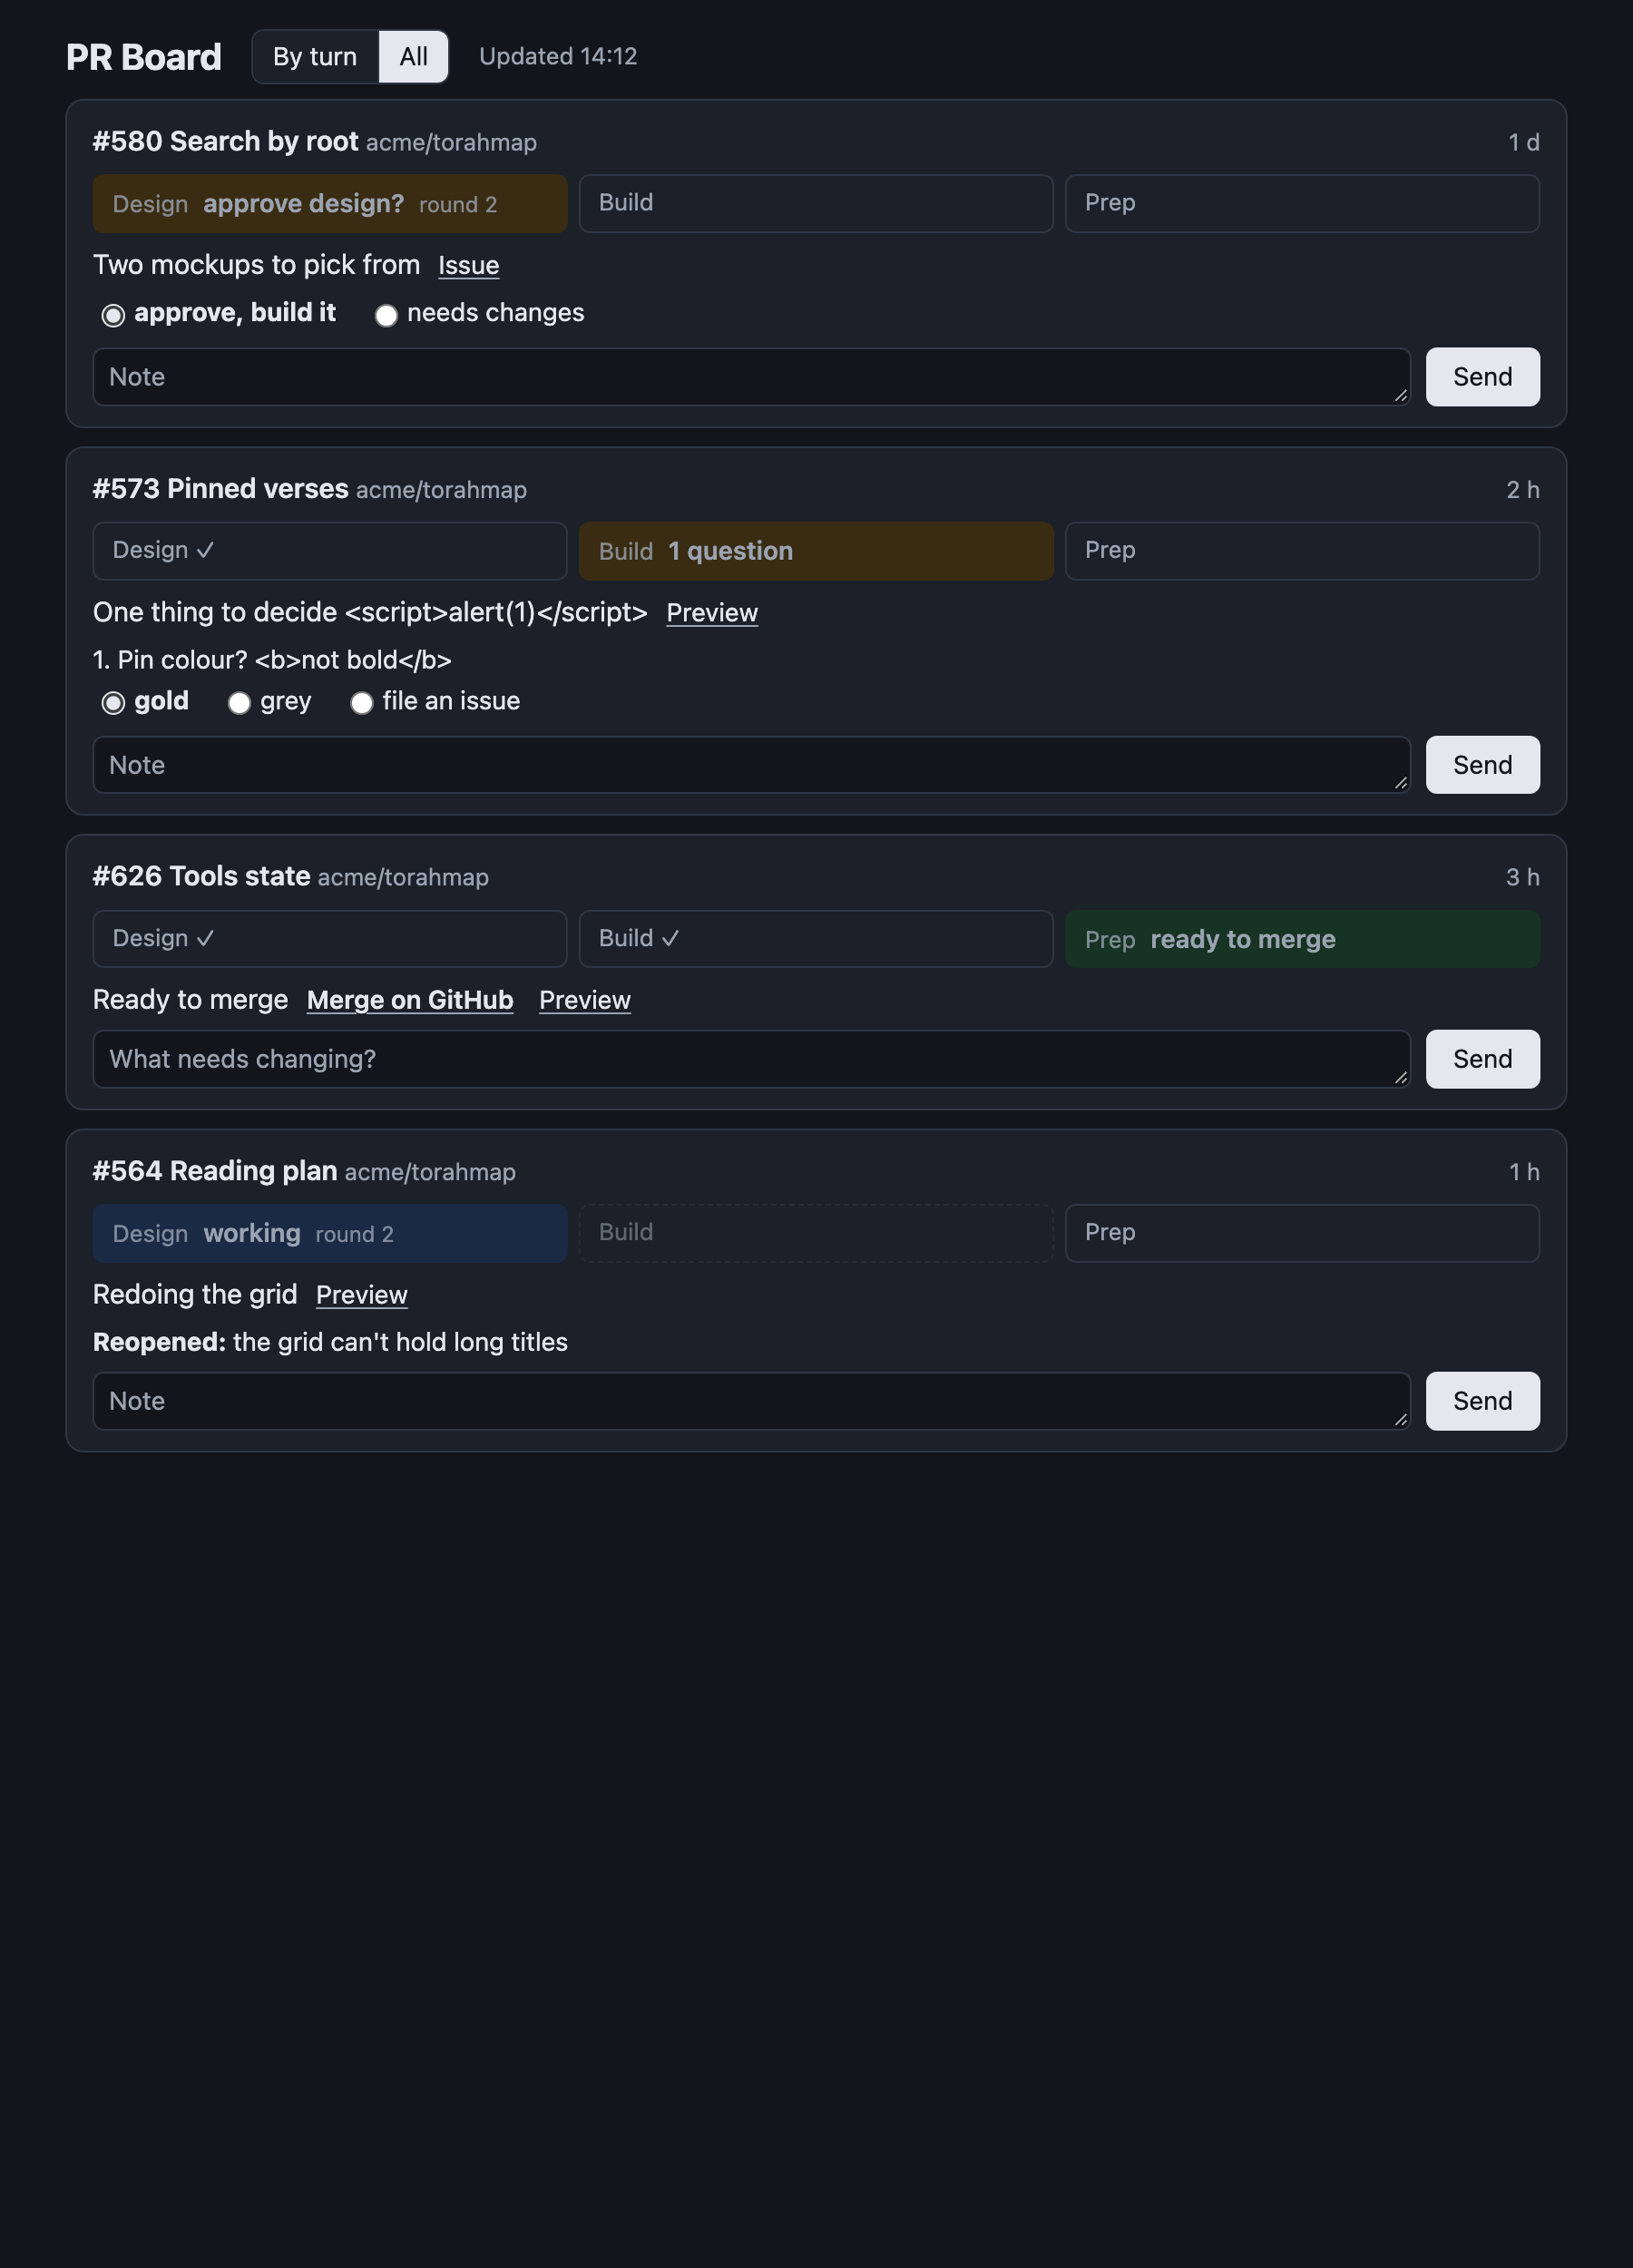 PR Board By turn All Updated 14:12
#580 Search by root acme/torahmap 1 d
Design approve design? round 2 Build Prep
Two mockups to pick from Issue
approve, build it needs changes
Note Send
#573 Pinned verses acme/torahmap 2 h
Design ✓ Build 1 question Prep
One thing to decide <script>alert(1)</script> Preview
1. Pin colour? <b>not bold</b>
gold grey file an issue
Note Send
#626 Tools state acme/torahmap 3 h
Design ✓ Build ✓ Prep ready to merge
Ready to merge Merge on GitHub Preview
What needs changing? Send
#564 Reading plan acme/torahmap 1 h
Design working round 2 Build Prep
Redoing the grid Preview
Reopened: the grid can't hold long titles
Note Send